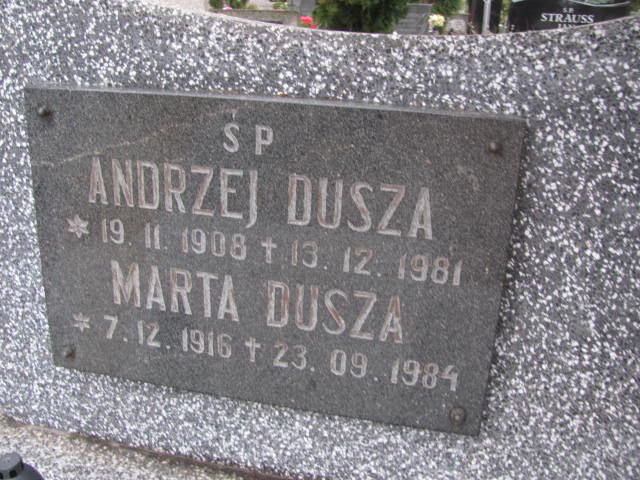 Ś.P.
STRAUSS
ŚP
ANDRZEJ DUSZA
* 19. 11. 1908 + 13. 12. 1981
MARTA DUSZA
* 7. 12. 1916 + 23. 09. 1984